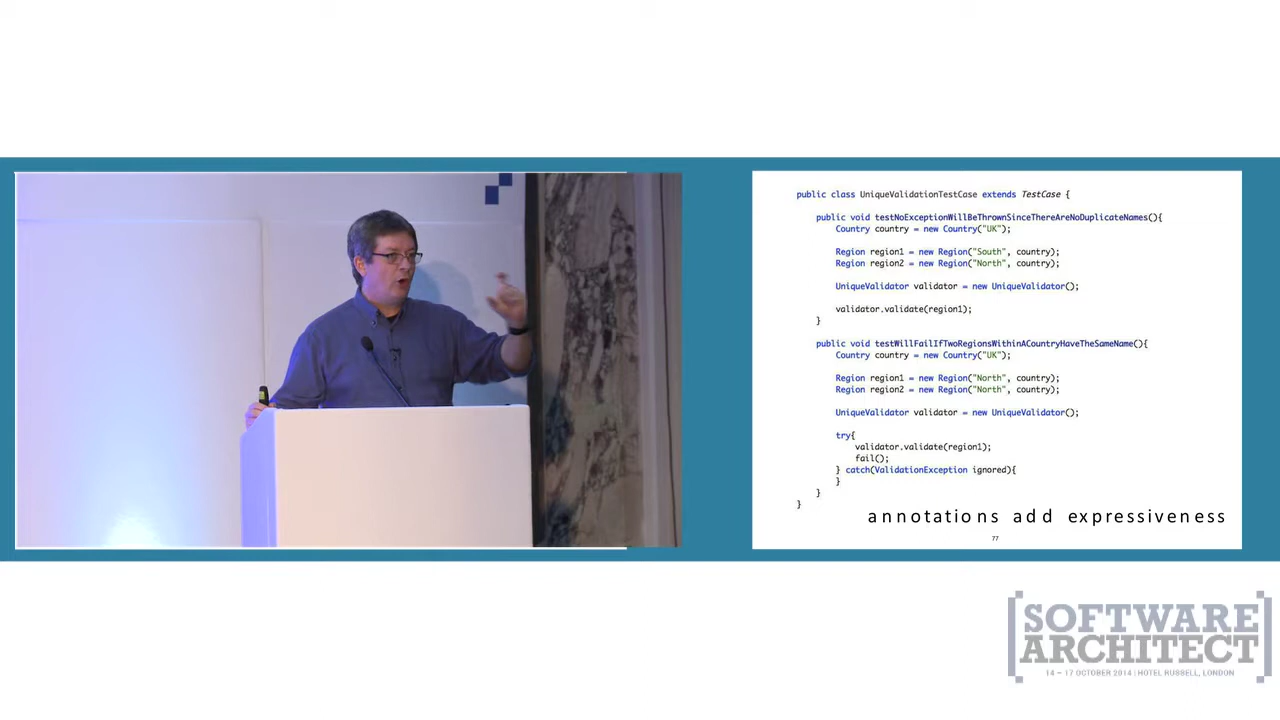 public class UniqueValidationTestCase extends TestCase {
public void testNoExceptionWillBeThrownSinceThereAreNoDuplicateNames(){
Country country = new Country("UK");
Region region1 = new Region("South", country);
Region region2 = new Region("North", country);
UniqueValidator validator = new UniqueValidator();
validator.validate(region1);
}
public void testWillFailIfTwoRegionsWithinACountryHaveTheSameName(){
Country country = new Country("UK");
Region region1 = new Region("North", country);
Region region2 = new Region("North", country);
UniqueValidator validator = new UniqueValidator();
try{
validator.validate(region1);
fail();
} catch(ValidationException ignored){
}
}
}
annotations add expressiveness
77
[SOFTWARE
ARCHITECT]
14 – 17 OCTOBER 2014 | HOTEL RUSSELL, LONDON